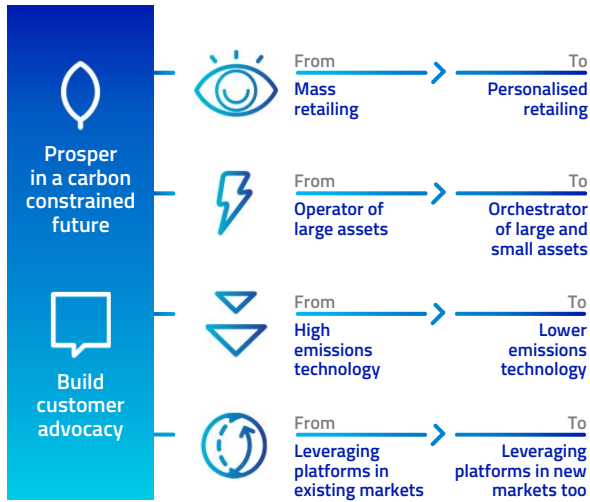 Prosper
in a carbon
constrained
future
Build
customer
advocacy
From
To
Mass
retailing
Personalised
retailing
From
To
Operator of
large assets
Orchestrator
of large and
small assets
From
To
High
emissions
technology
Lower
emissions
technology
From
To
Leveraging
platforms in
existing markets
Leveraging
platforms in new
markets too